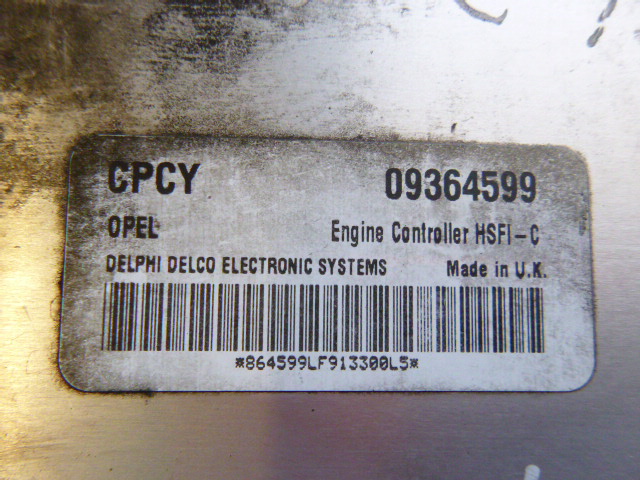 CPCY 09364599
OPEL Engine Controller HSFI-C
DELPHI DELCO ELECTRONIC SYSTEMS Made in U.K.
*864599LF913300L5*